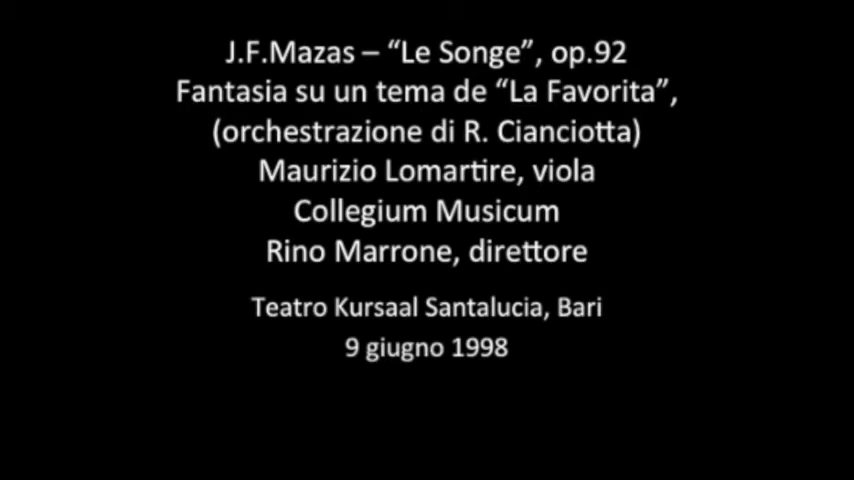 J.F.Mazas – “Le Songe”, op.92
Fantasia su un tema de “La Favorita”,
(orchestrazione di R. Cianciotta)
Maurizio Lomartire, viola
Collegium Musicum
Rino Marrone, direttore
Teatro Kursaal Santalucia, Bari
9 giugno 1998